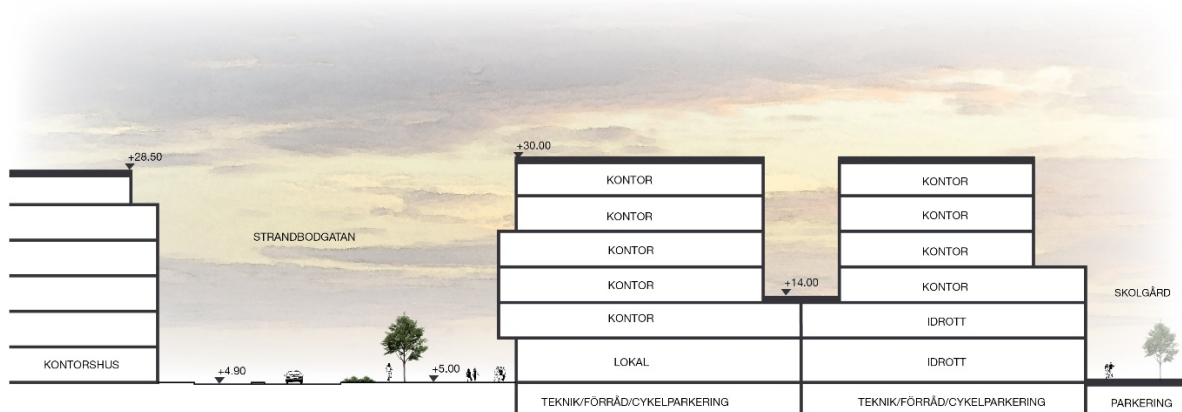 +28.50
+30.00
KONTOR
KONTOR
KONTOR
KONTOR
STRANDBODGATAN
KONTOR
KONTOR
+14.00
KONTOR
KONTOR
SKOLGÅRD
KONTOR
IDROTT
KONTORSHUS
+4.90
+5.00
LOKAL
IDROTT
TEKNIK/FÖRRÅD/CYKELPARKERING
TEKNIK/FÖRRÅD/CYKELPARKERING
PARKERING